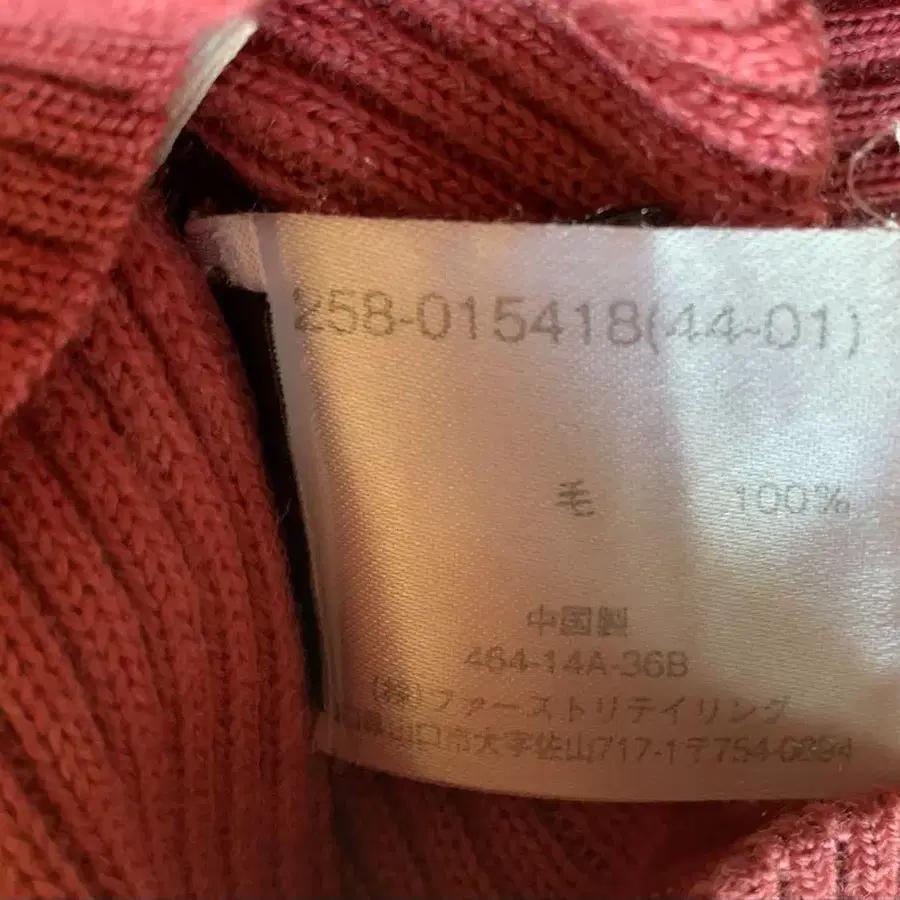 258-015418(44-01)
毛 100%
中国製
464-14A-36B
(株)ファーストリテイリング
山口市大字佐山717-1〒754-0894